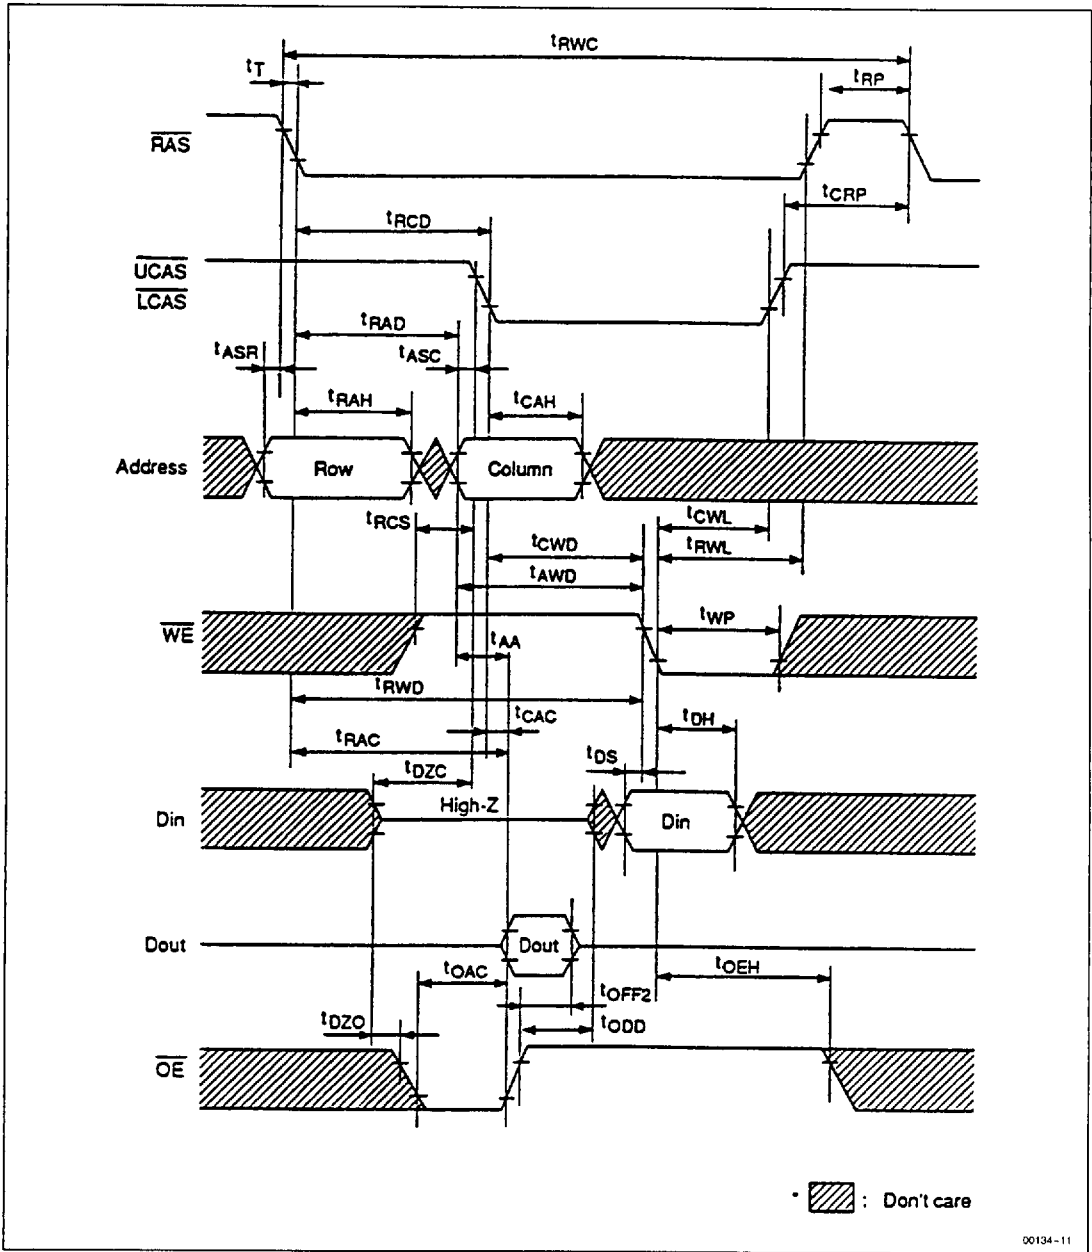 tRWC
tT
tRP
RAS
tCRP
tRCD
UCAS
LCAS
tRAD
tASR
tASC
tRAH
tCAH
Address
Row
Column
tRCS
tCWL
tCWD
tRWL
tAWD
WE
tWP
tAA
tRWD
tCAC
tDH
tRAC
tDS
tDZC
High-Z
Din
Din
Dout
Dout
tOAC
tOEH
tOFF2
tDZO
tODD
OE
* : Don't care
00134-11